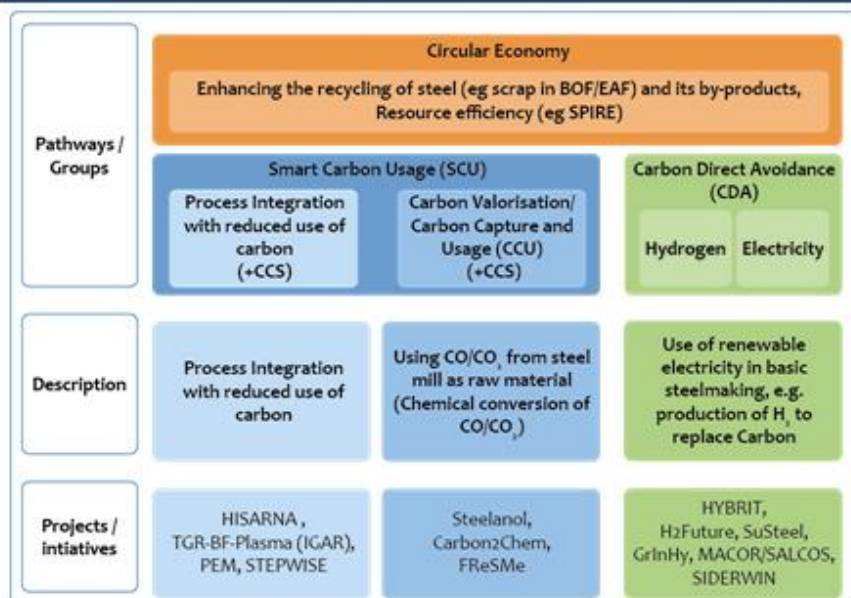 Circular Economy
Enhancing the recycling of steel (eg scrap in BOF/EAF) and its by-products,
Resource efficiency (eg SPIRE)
Pathways /
Groups
Smart Carbon Usage (SCU)
Process Integration
with reduced use of
carbon
(+CCS)
Carbon Valorisation/
Carbon Capture and
Usage (CCU)
(+CCS)
Carbon Direct Avoidance
(CDA)
Hydrogen
Electricity
Description
Process Integration
with reduced use of
carbon
Using CO/CO₂ from steel
mill as raw material
(Chemical conversion of
CO/CO₂)
Use of renewable
electricity in basic
steelmaking, e.g.
production of H₂ to
replace Carbon
Projects /
intiatives
HISARNA ,
TGR-BF-Plasma (IGAR),
PEM, STEPWISE
Steelanol,
Carbon2Chem,
FReSMe
HYBRIT,
H2Future, SuSteel,
GrInHy, MACOR/SALCOS,
SIDERWIN